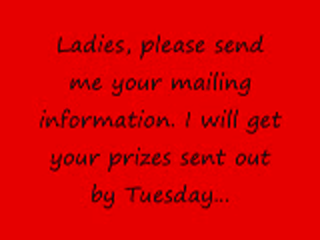 Ladies, please send
me your mailing
information. I will get
your prizes sent out
by Tuesday...